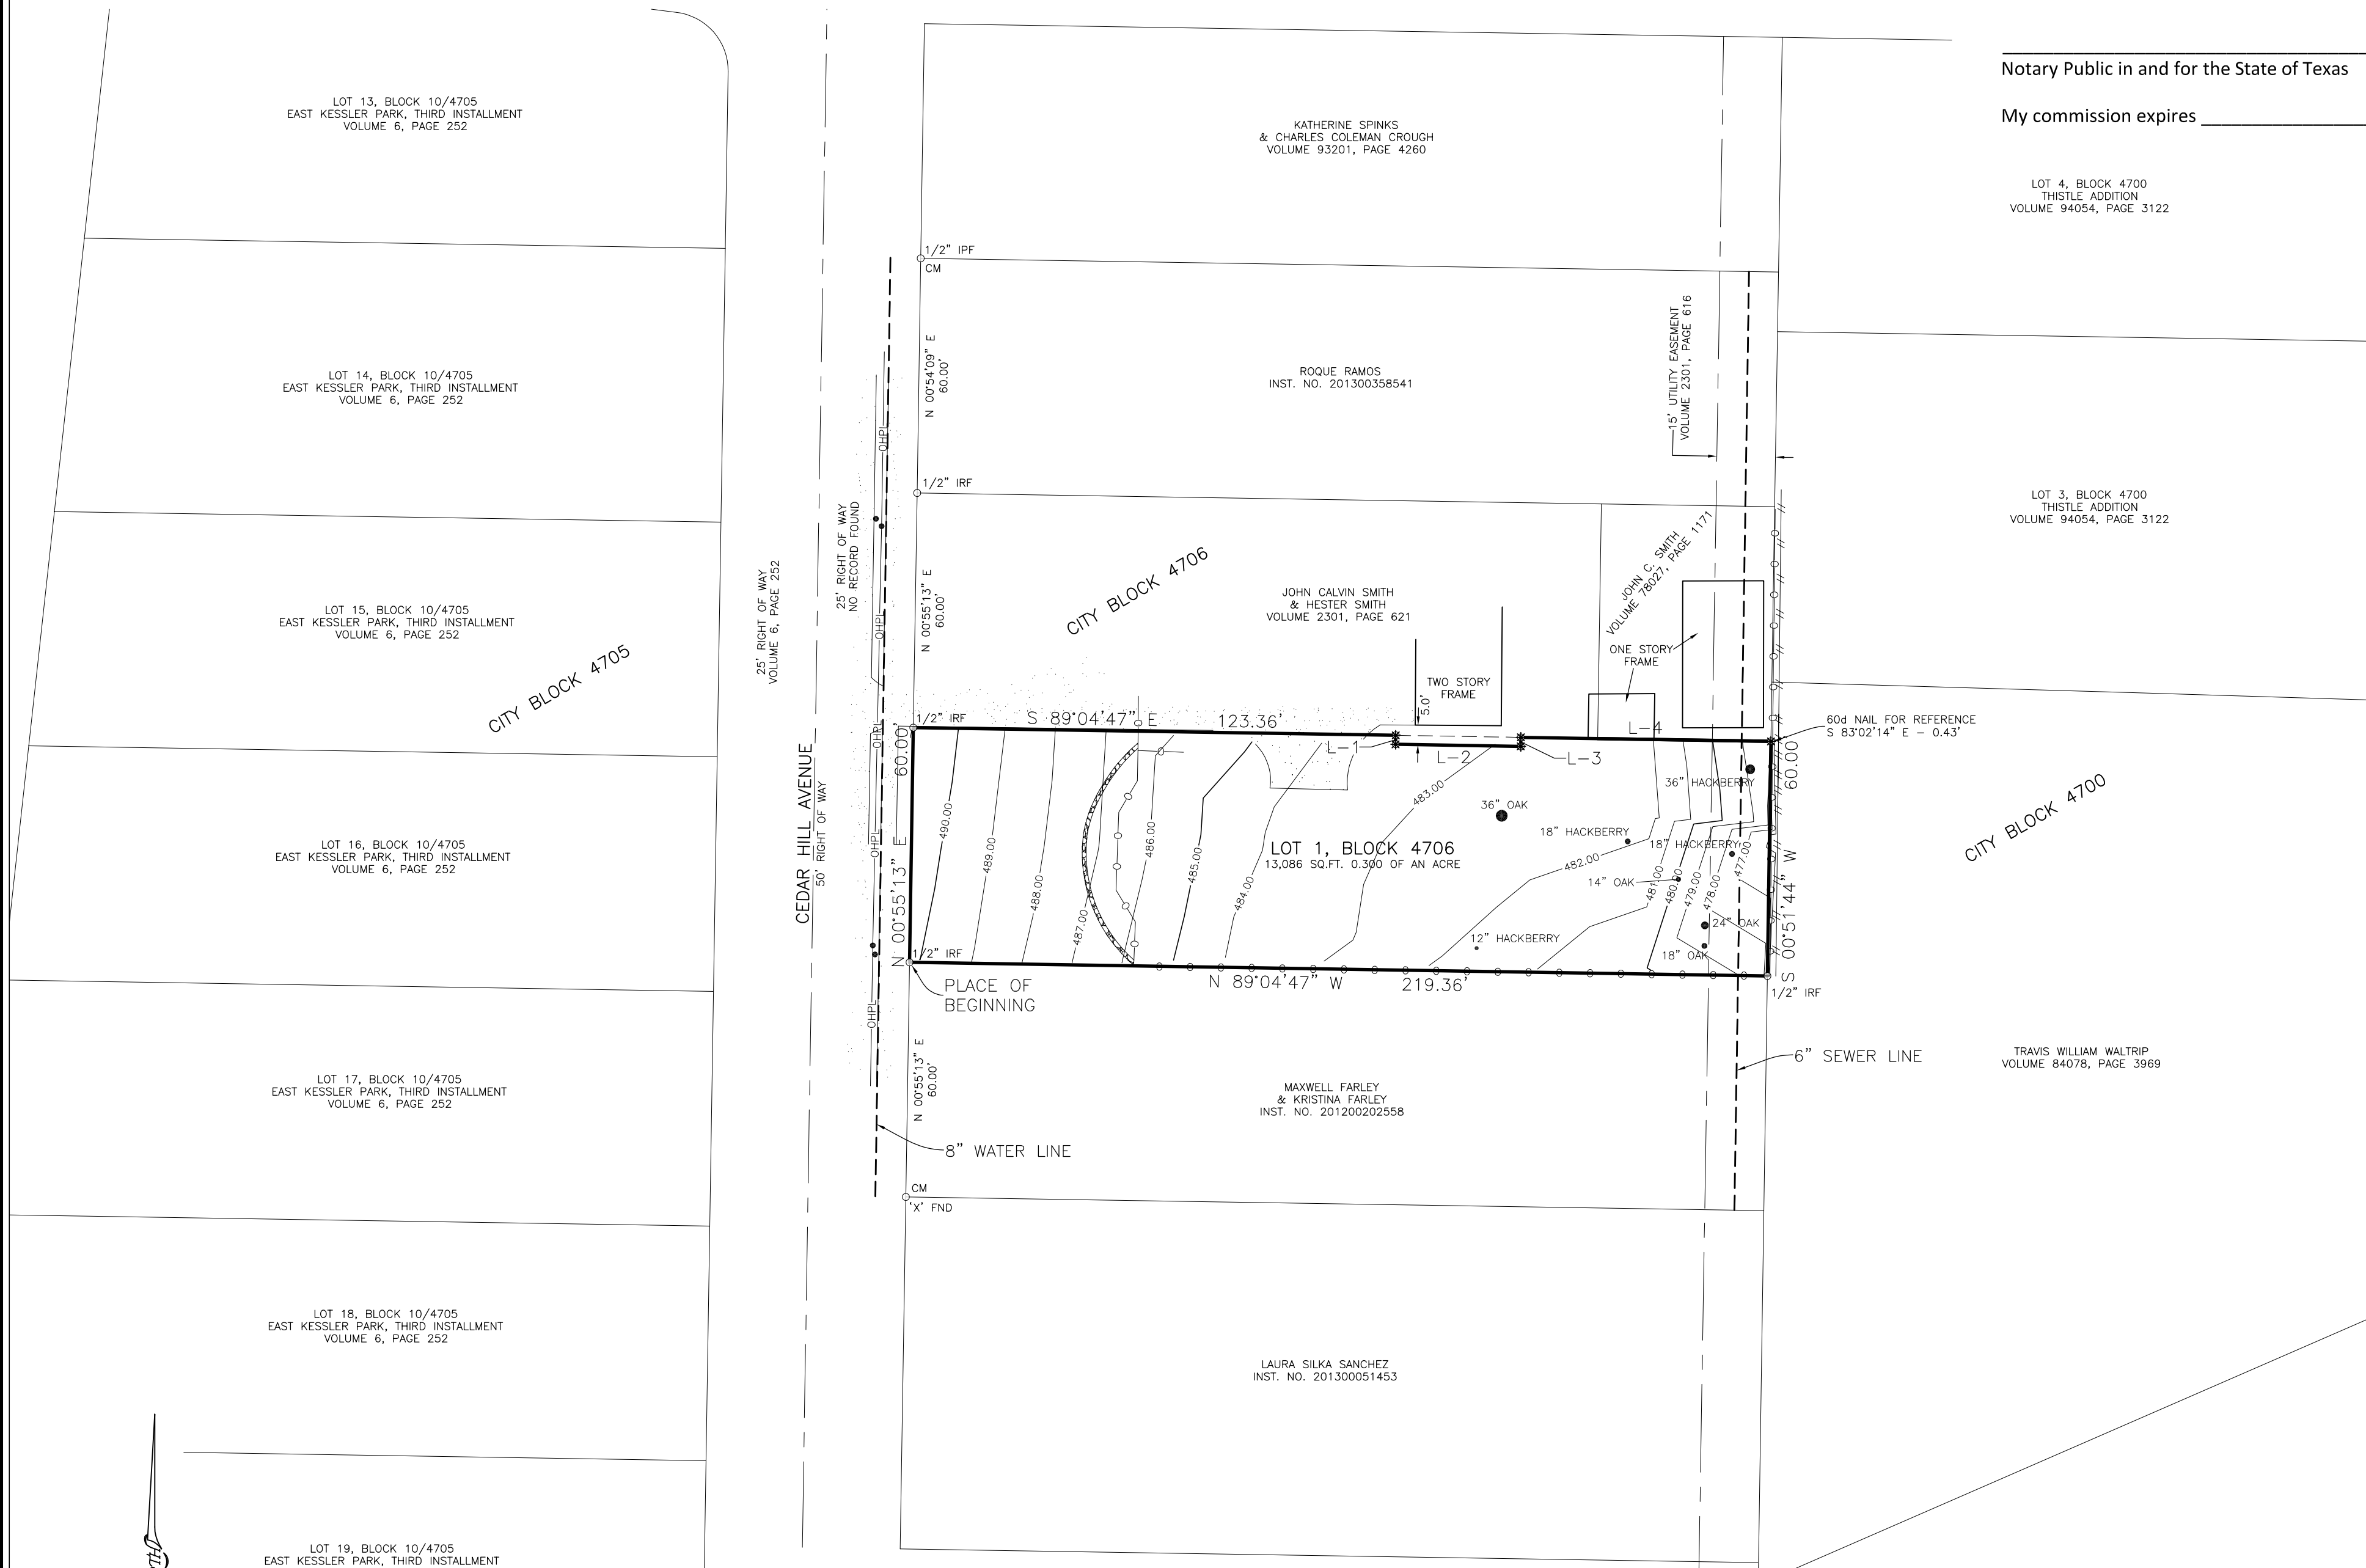 Notary Public in and for the State of Texas
My commission expires
LOT 13, BLOCK 10/4705
EAST KESSLER PARK, THIRD INSTALLMENT
VOLUME 6, PAGE 252
LOT 14, BLOCK 10/4705
EAST KESSLER PARK, THIRD INSTALLMENT
VOLUME 6, PAGE 252
LOT 15, BLOCK 10/4705
EAST KESSLER PARK, THIRD INSTALLMENT
VOLUME 6, PAGE 252
CITY BLOCK 4705
LOT 16, BLOCK 10/4705
EAST KESSLER PARK, THIRD INSTALLMENT
VOLUME 6, PAGE 252
LOT 17, BLOCK 10/4705
EAST KESSLER PARK, THIRD INSTALLMENT
VOLUME 6, PAGE 252
LOT 18, BLOCK 10/4705
EAST KESSLER PARK, THIRD INSTALLMENT
VOLUME 6, PAGE 252
LOT 19, BLOCK 10/4705
EAST KESSLER PARK, THIRD INSTALLMENT
25' RIGHT OF WAY
VOLUME 6, PAGE 252
25' RIGHT OF WAY
NO RECORD FOUND
CEDAR HILL AVENUE
50' RIGHT OF WAY
OHPL
OHPL
OHPL
OHPL
OHPL
KATHERINE SPINKS
& CHARLES COLEMAN CROUGH
VOLUME 93201, PAGE 4260
1/2" IPF
CM
N 00°54'09" E
60.00'
ROQUE RAMOS
INST. NO. 201300358541
15' UTILITY EASEMENT
VOLUME 2301, PAGE 616
1/2" IRF
N 00°55'13" E
60.00'
CITY BLOCK 4706
JOHN CALVIN SMITH
& HESTER SMITH
VOLUME 2301, PAGE 621
JOHN C. SMITH
VOLUME 78027, PAGE 1171
ONE STORY
FRAME
TWO STORY
FRAME
5.0'
1/2" IRF
S 89°04'47" E 123.36'
L-1
L-2
L-3
L-4
60d NAIL FOR REFERENCE
S 83°02'14" E - 0.43'
N 00°55'13" E 60.00'
490.00
489.00
488.00
487.00
486.00
485.00
484.00
483.00
482.00
481.00
480.00
479.00
478.00
477.00
36" OAK
36" HACKBERRY
18" HACKBERRY
18" HACKBERRY
14" OAK
24" OAK
18" OAK
12" HACKBERRY
LOT 1, BLOCK 4706
13,086 SQ.FT. 0.300 OF AN ACRE
S 00°51'44" W 60.00'
1/2" IRF
PLACE OF
BEGINNING
N 89°04'47" W 219.36'
1/2" IRF
N 00°55'13" E
60.00'
MAXWELL FARLEY
& KRISTINA FARLEY
INST. NO. 201200202558
6" SEWER LINE
8" WATER LINE
CM
'X' FND
LAURA SILKA SANCHEZ
INST. NO. 201300051453
LOT 4, BLOCK 4700
THISTLE ADDITION
VOLUME 94054, PAGE 3122
LOT 3, BLOCK 4700
THISTLE ADDITION
VOLUME 94054, PAGE 3122
CITY BLOCK 4700
TRAVIS WILLIAM WALTRIP
VOLUME 84078, PAGE 3969